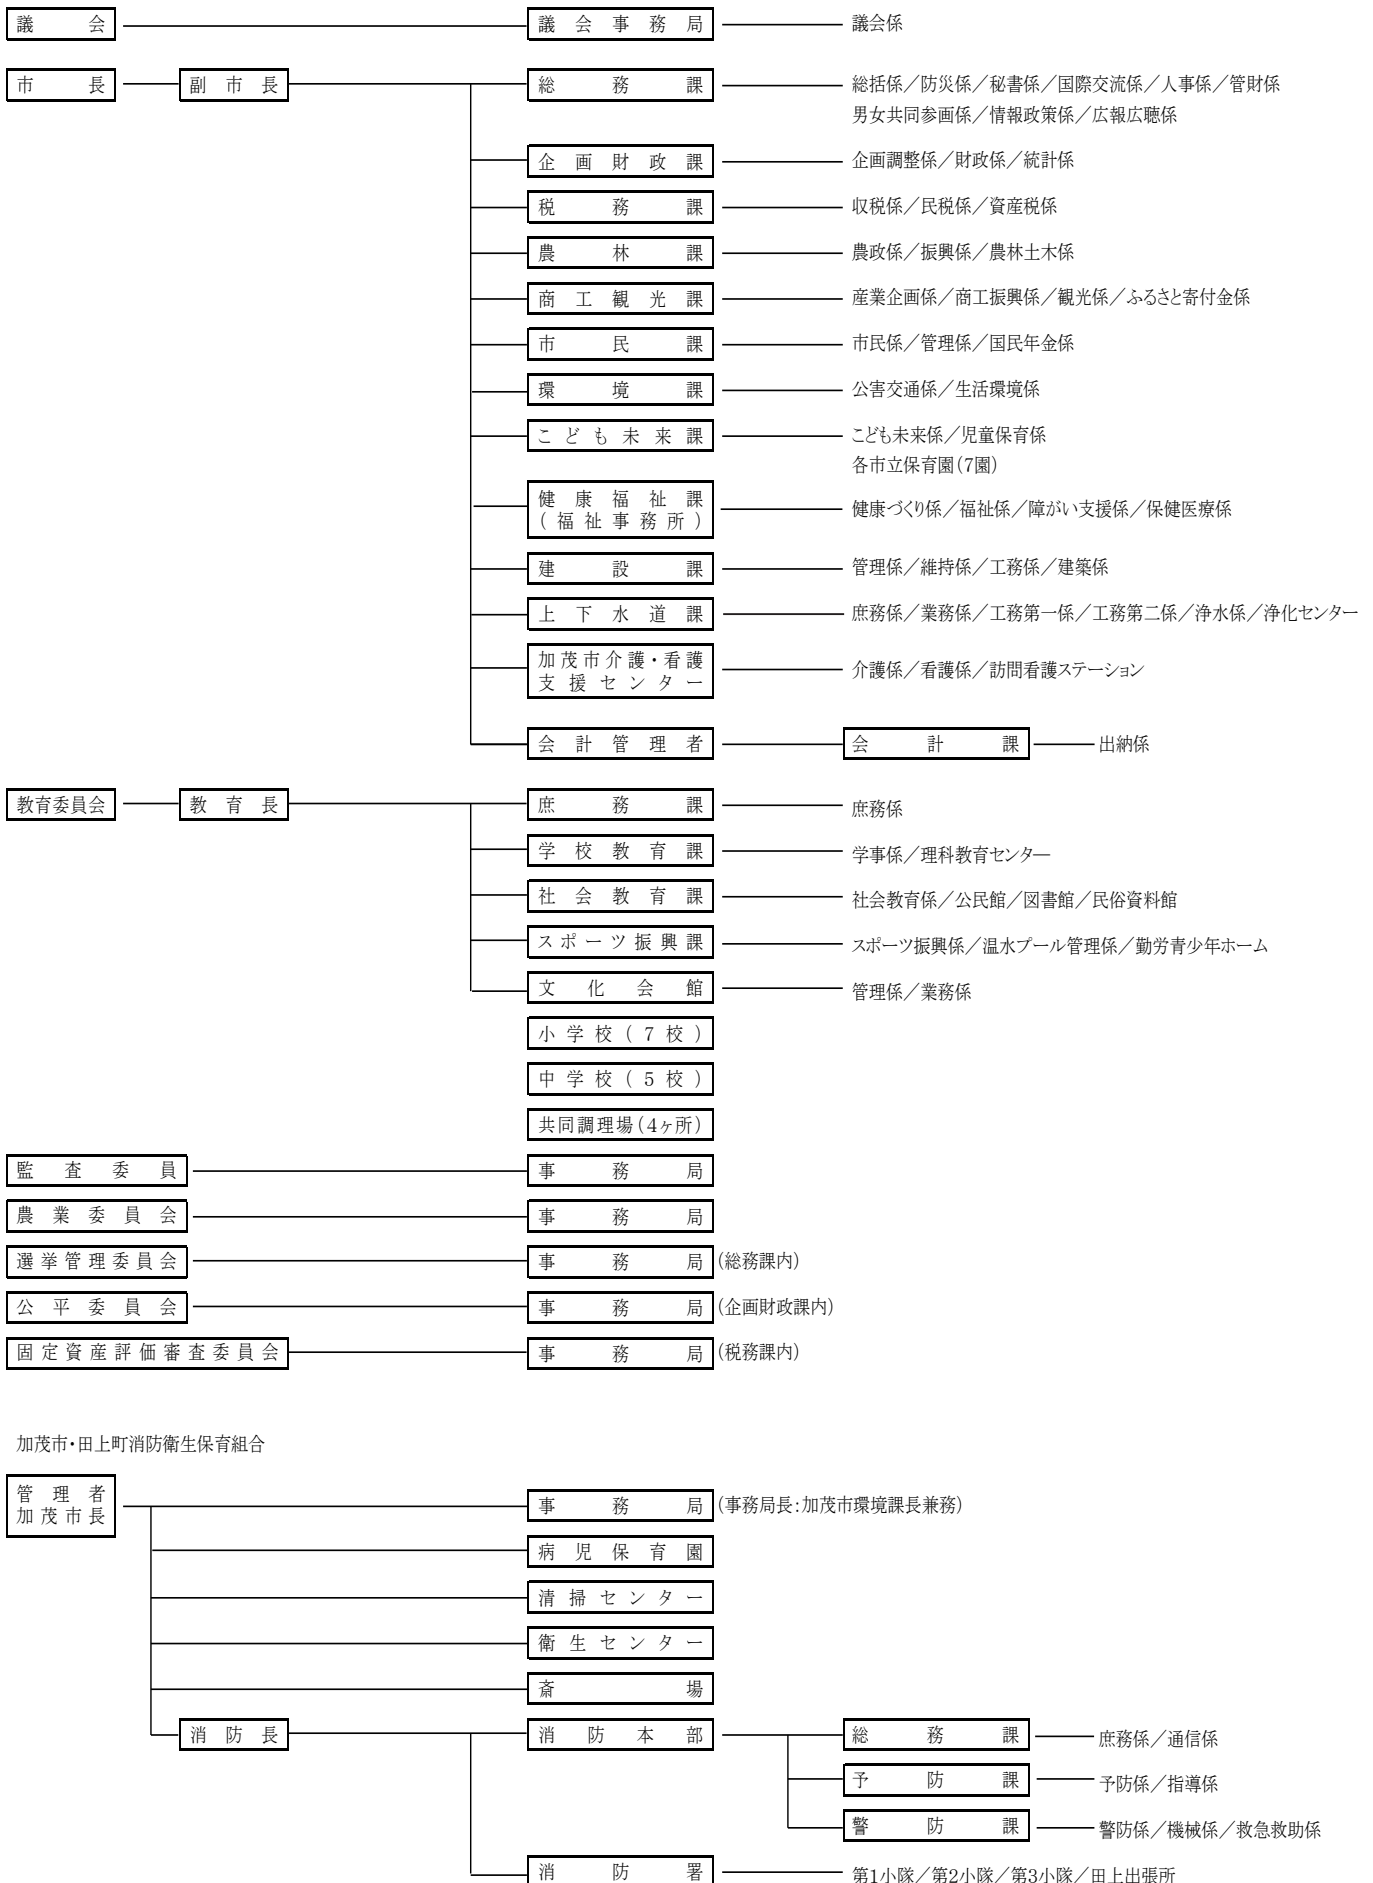 議会 議会事務局 議会係
市長 副市長 総務課 総括係／防災係／秘書係／国際交流係／人事係／管財係
男女共同参画係／情報政策係／広報広聴係
企画財政課 企画調整係／財政係／統計係
税務課 収税係／民税係／資産税係
農林課 農政係／振興係／農林土木係
商工観光課 産業企画係／商工振興係／観光係／ふるさと寄付金係
市民課 市民係／管理係／国民年金係
環境課 公害交通係／生活環境係
こども未来課 こども未来係／児童保育係
各市立保育園(7園)
健康福祉課
(福祉事務所) 健康づくり係／福祉係／障がい支援係／保健医療係
建設課 管理係／維持係／工務係／建築係
上下水道課 庶務係／業務係／工務第一係／工務第二係／浄水係／浄化センター
加茂市介護・看護
支援センター 介護係／看護係／訪問看護ステーション
会計管理者 会計課 出納係
教育委員会 教育長 庶務課 庶務係
学校教育課 学事係／理科教育センター
社会教育課 社会教育係／公民館／図書館／民俗資料館
スポーツ振興課 スポーツ振興係／温水プール管理係／勤労青少年ホーム
文化会館 管理係／業務係
小学校(7校)
中学校(5校)
共同調理場(4ヶ所)
監査委員 事務局
農業委員会 事務局
選挙管理委員会 事務局 (総務課内)
公平委員会 事務局 (企画財政課内)
固定資産評価審査委員会 事務局 (税務課内)
加茂市・田上町消防衛生保育組合
管理者
加茂市長 事務局 (事務局長:加茂市環境課長兼務)
病児保育園
清掃センター
衛生センター
斎場
消防長 消防本部 総務課 庶務係／通信係
予防課 予防係／指導係
警防課 警防係／機械係／救急救助係
消防署 第1小隊／第2小隊／第3小隊／田上出張所